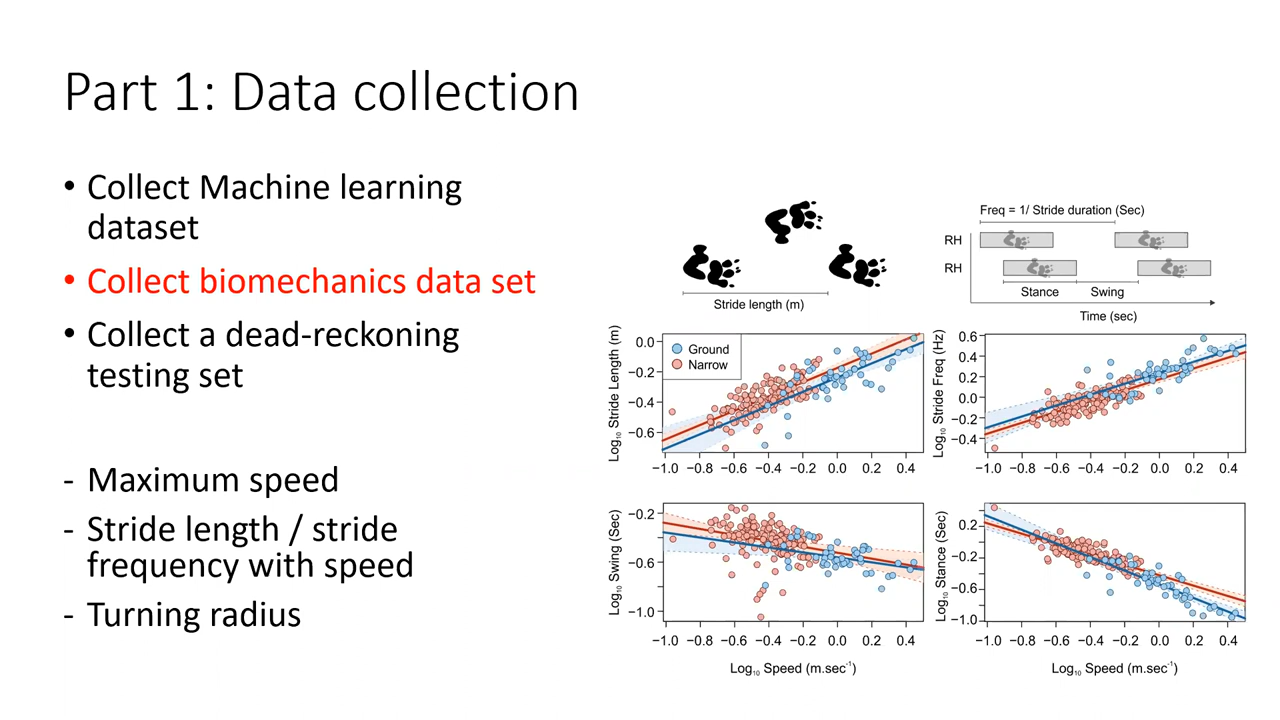 Part 1: Data collection
• Collect Machine learning
dataset
• Collect biomechanics data set
• Collect a dead-reckoning
testing set
- Maximum speed
- Stride length / stride
frequency with speed
- Turning radius
Stride length (m)
Freq = 1/ Stride duration (Sec)
RH
RH
Stance
Swing
Time (sec)
Log₁₀ Stride Length (m)
0.0
−0.2
−0.4
−0.6
Ground
Narrow
−1.0 −0.8 −0.6 −0.4 −0.2 0.0 0.2 0.4
Log₁₀ Stride Freq (Hz)
0.6
0.4
0.2
0.0
−0.2
−0.4
−1.0 −0.8 −0.6 −0.4 −0.2 0.0 0.2 0.4
Log₁₀ Swing (Sec)
−0.2
−0.6
−1.0
−1.0 −0.8 −0.6 −0.4 −0.2 0.0 0.2 0.4
Log₁₀ Speed (m.sec⁻¹)
Log₁₀ Stance (Sec)
0.2
−0.2
−0.6
−1.0
−1.0 −0.8 −0.6 −0.4 −0.2 0.0 0.2 0.4
Log₁₀ Speed (m.sec⁻¹)